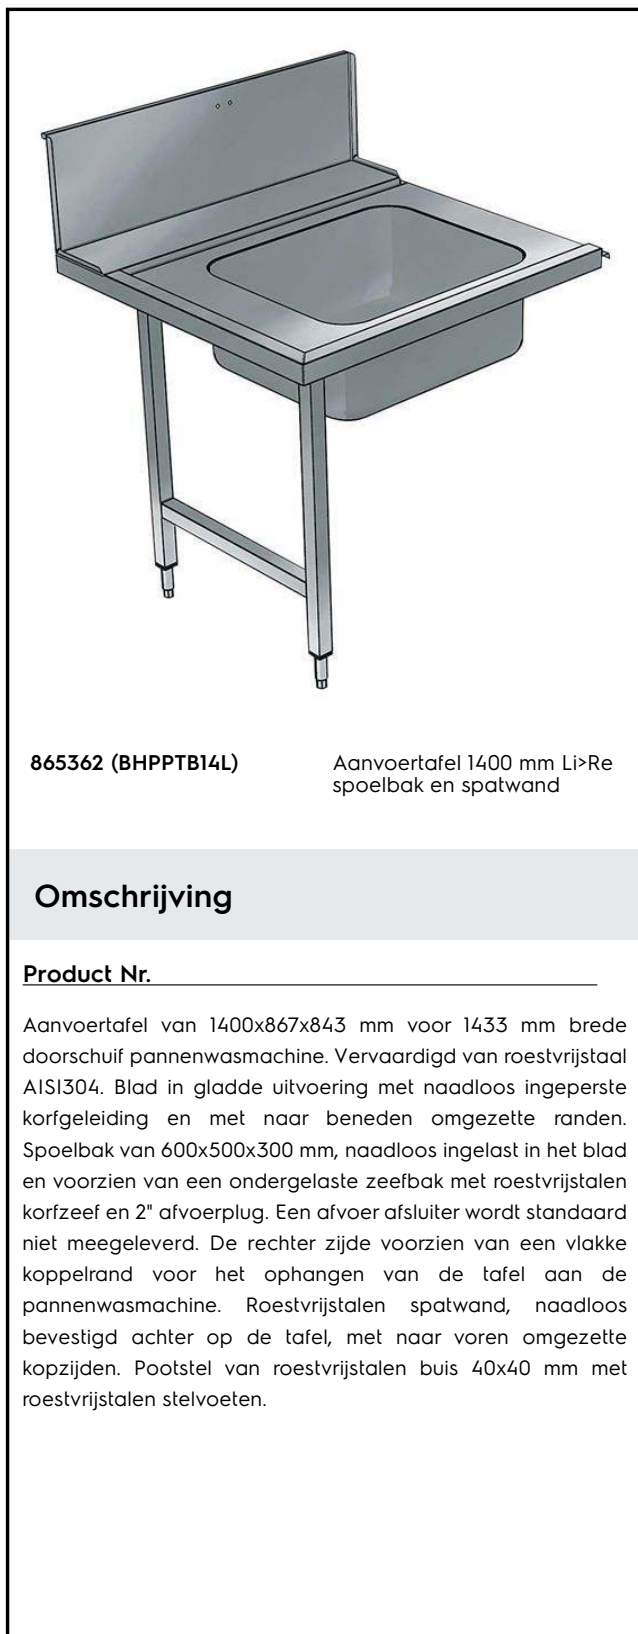 865362 (BHPPTB14L)
Aanvoertafel 1400 mm Li>Re
spoelbak en spatwand
Omschrijving
Product Nr.
Aanvoertafel van 1400x867x843 mm voor 1433 mm brede
doorschuif pannenwasmachine. Vervaardigd van roestvrijstaal
AISI304. Blad in gladde uitvoering met naadloos ingeperste
korfgeleiding en met naar beneden omgezette randen.
Spoelbak van 600x500x300 mm, naadloos ingelast in het blad
en voorzien van een ondergelaste zeefbak met roestvrijstalen
korfzeef en 2" afvoerplug. Een afvoer afsluiter wordt standaard
niet meegeleverd. De rechter zijde voorzien van een vlakke
koppelrand voor het ophangen van de tafel aan de
pannenwasmachine. Roestvrijstalen spatwand, naadloos
bevestigd achter op de tafel, met naar voren omgezette
kopzijden. Pootstel van roestvrijstalen buis 40x40 mm met
roestvrijstalen stelvoeten.